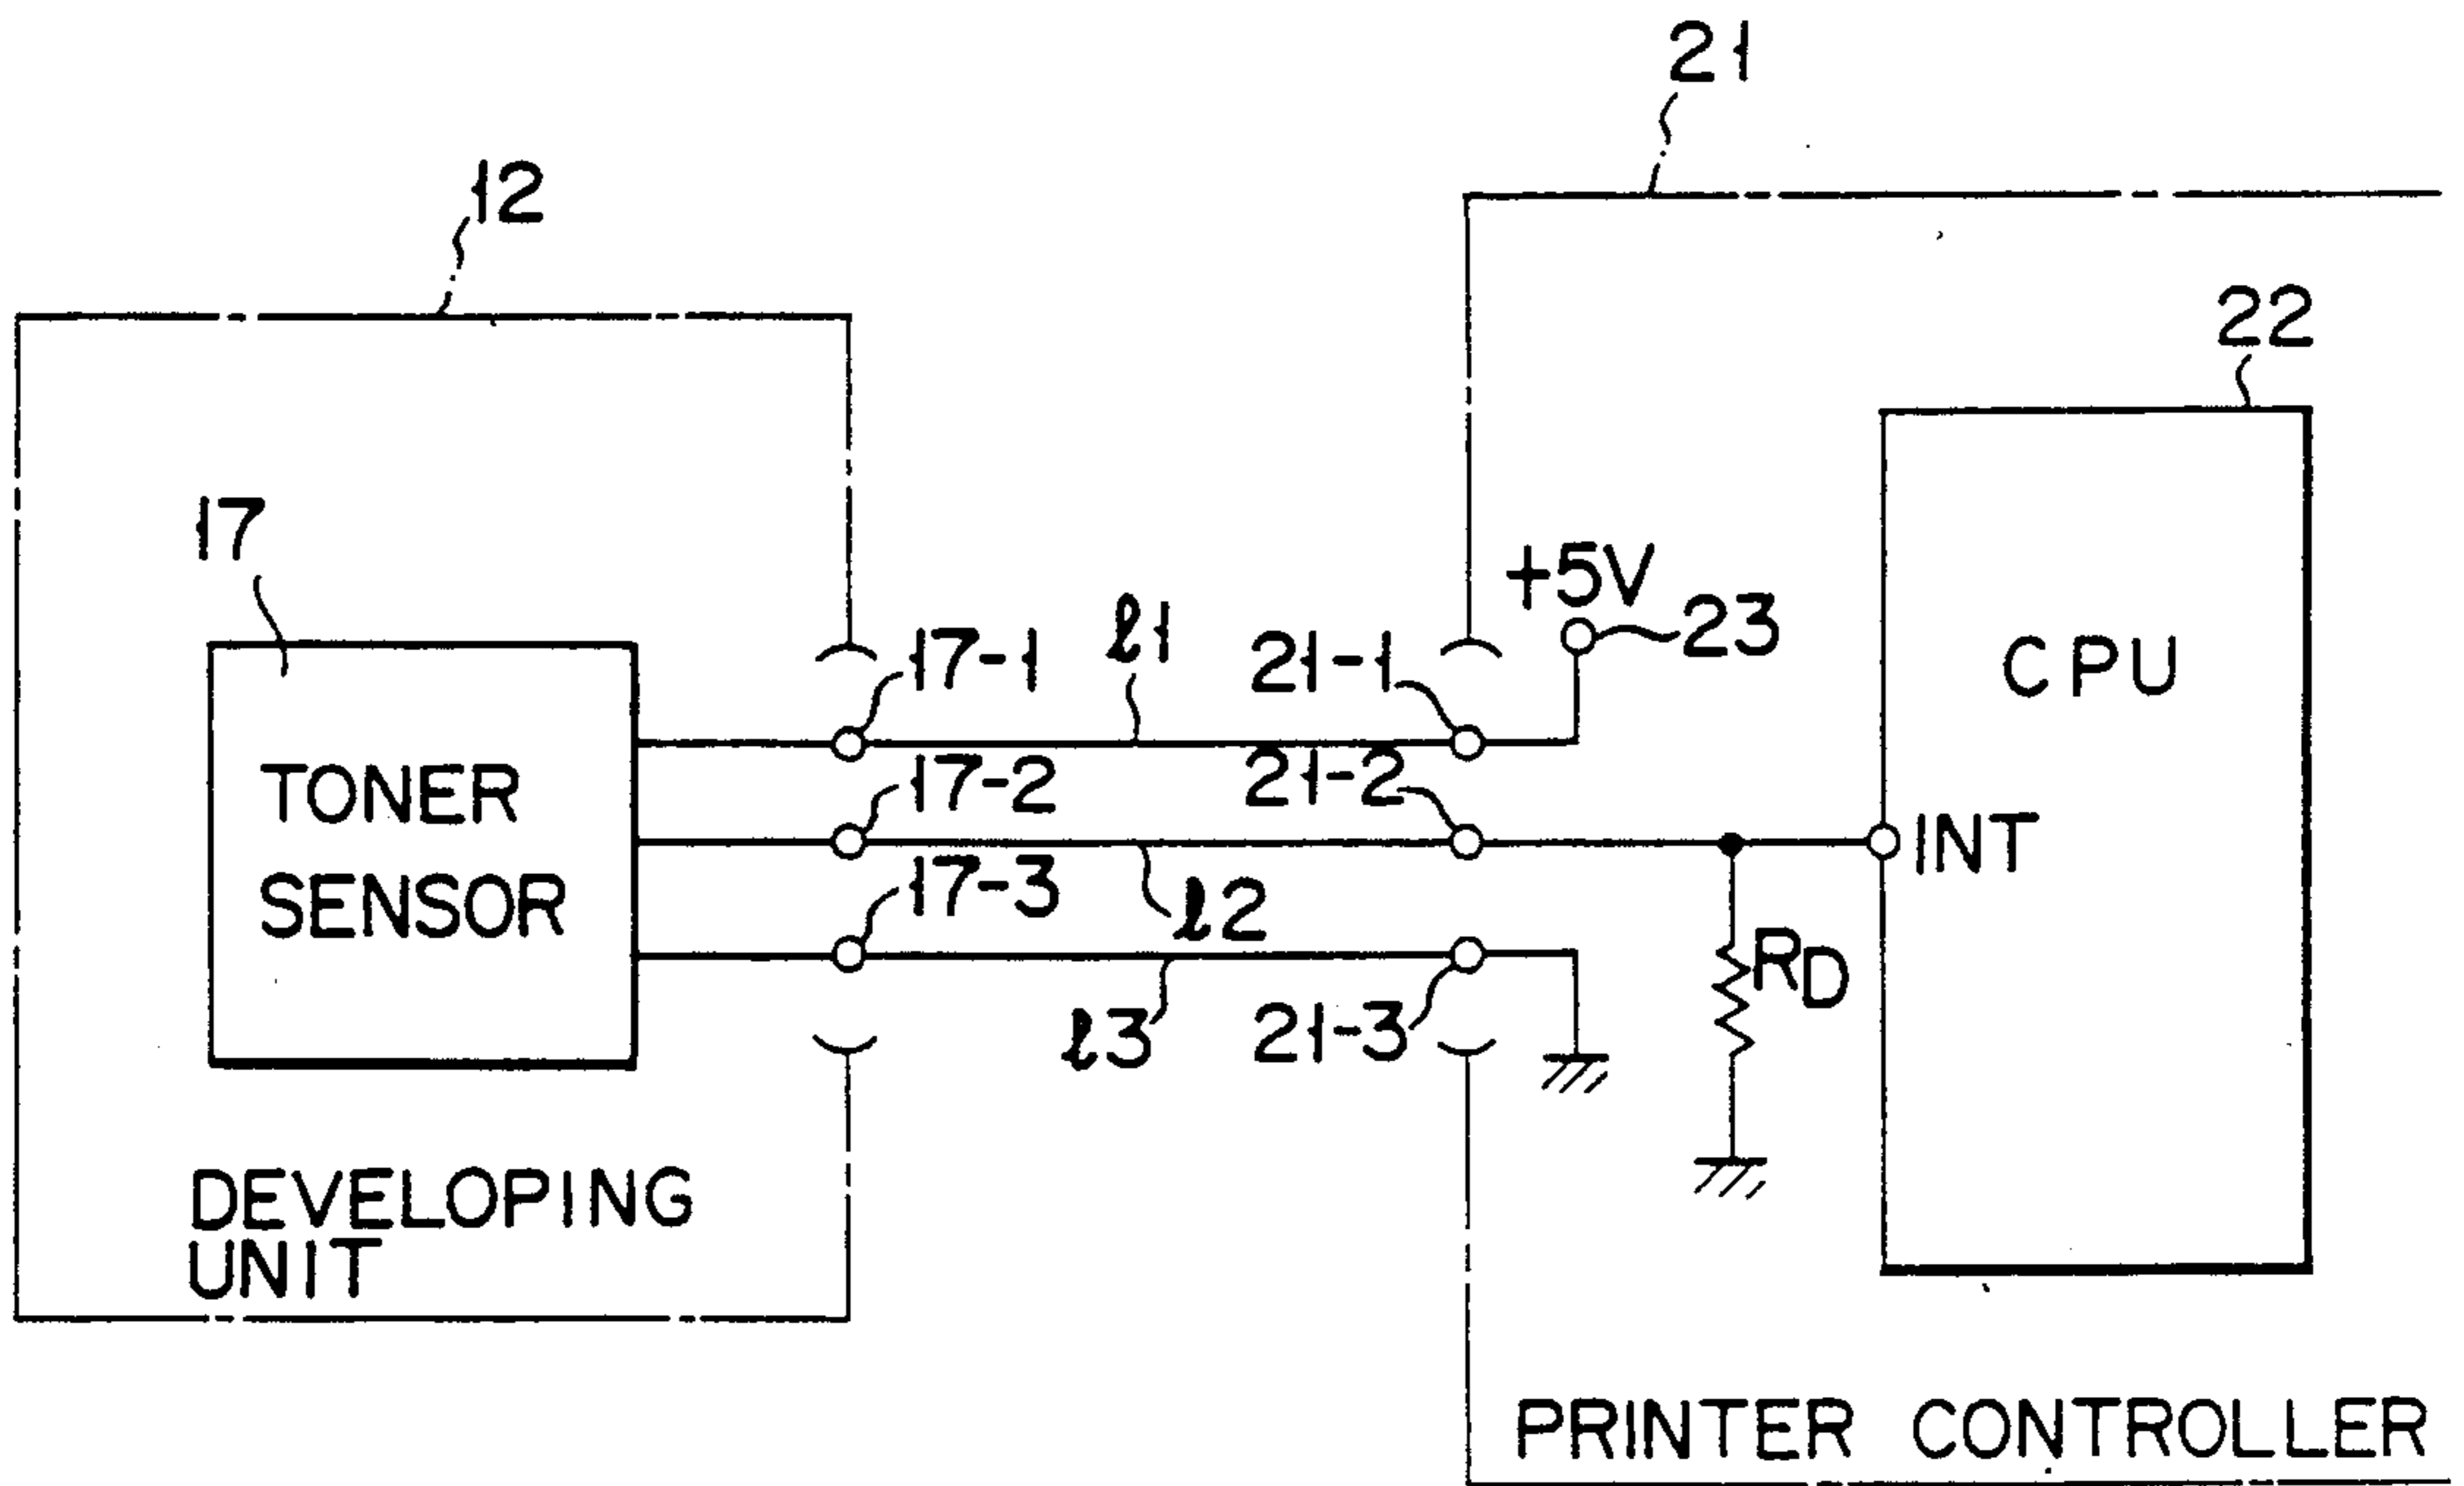 21
12
22
17
+5V
23
17-1
ℓ1
21-1
CPU
TONER
SENSOR
17-2
21-2
INT
17-3
ℓ2
RD
ℓ3
21-3
DEVELOPING
UNIT
PRINTER CONTROLLER